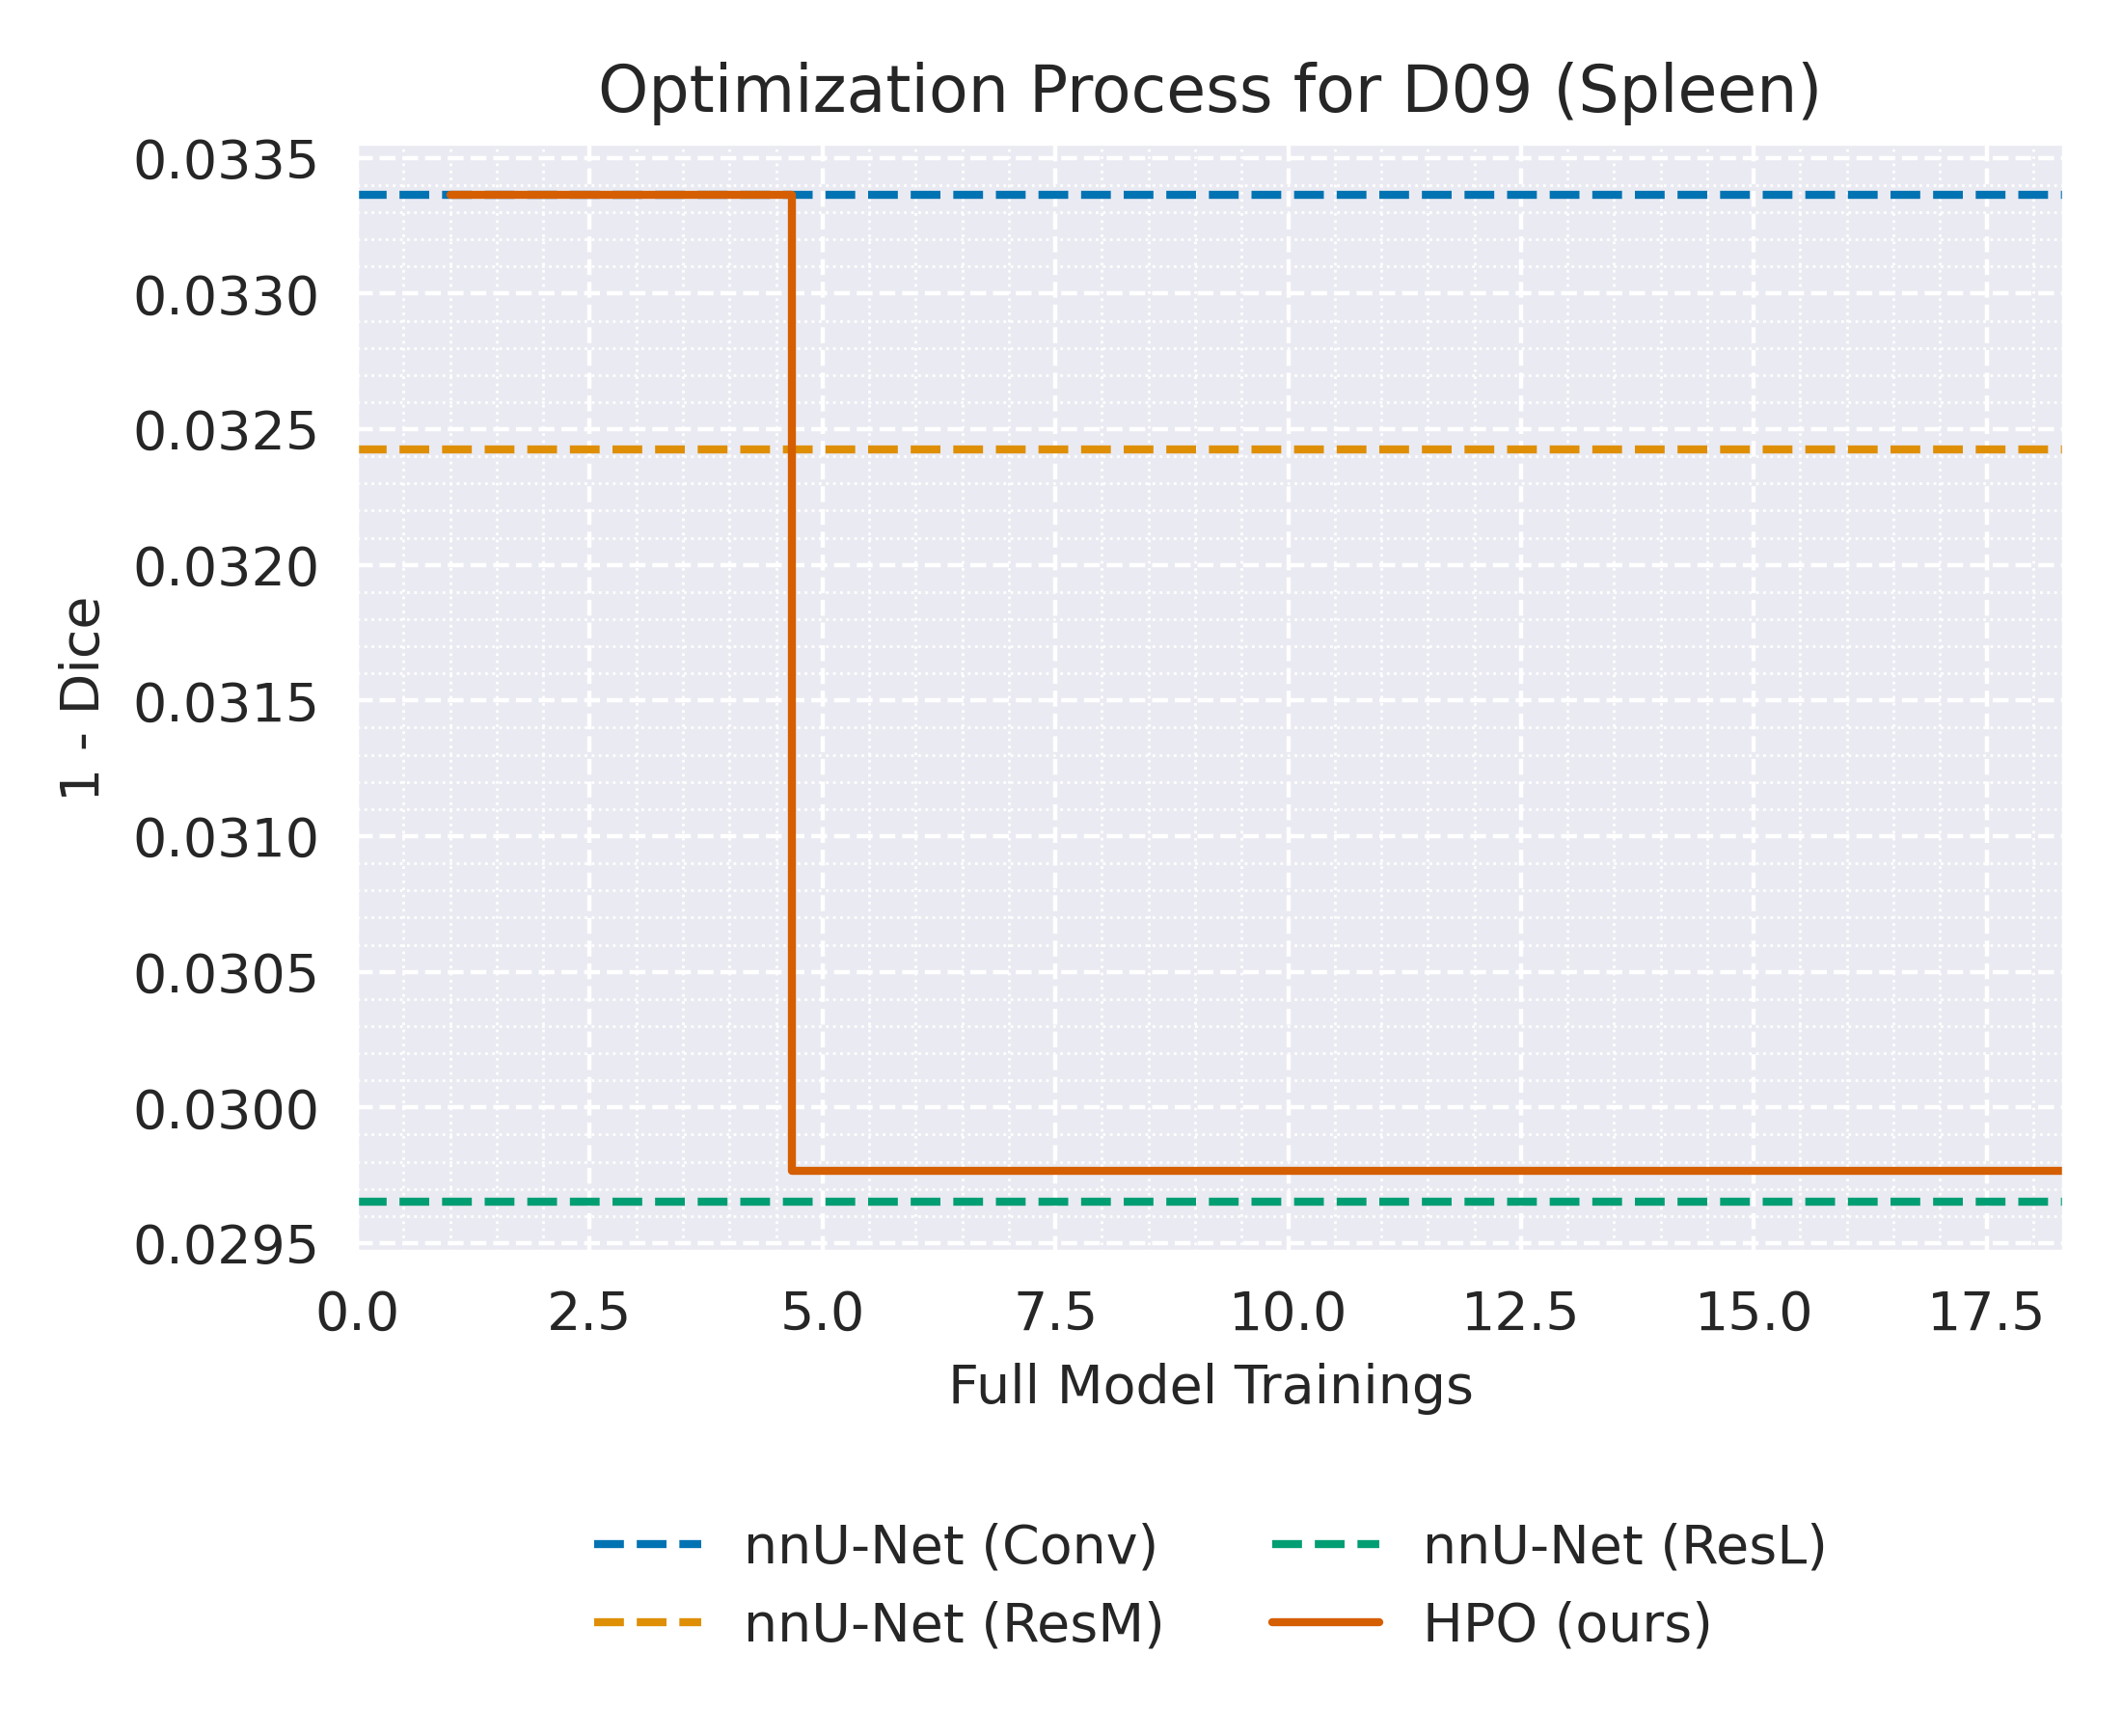 Optimization Process for D09 (Spleen)
0.0335
0.0330
0.0325
0.0320
0.0315
0.0310
0.0305
0.0300
0.0295
1 - Dice
0.0 2.5 5.0 7.5 10.0 12.5 15.0 17.5
Full Model Trainings
nnU-Net (Conv) nnU-Net (ResL)
nnU-Net (ResM) HPO (ours)